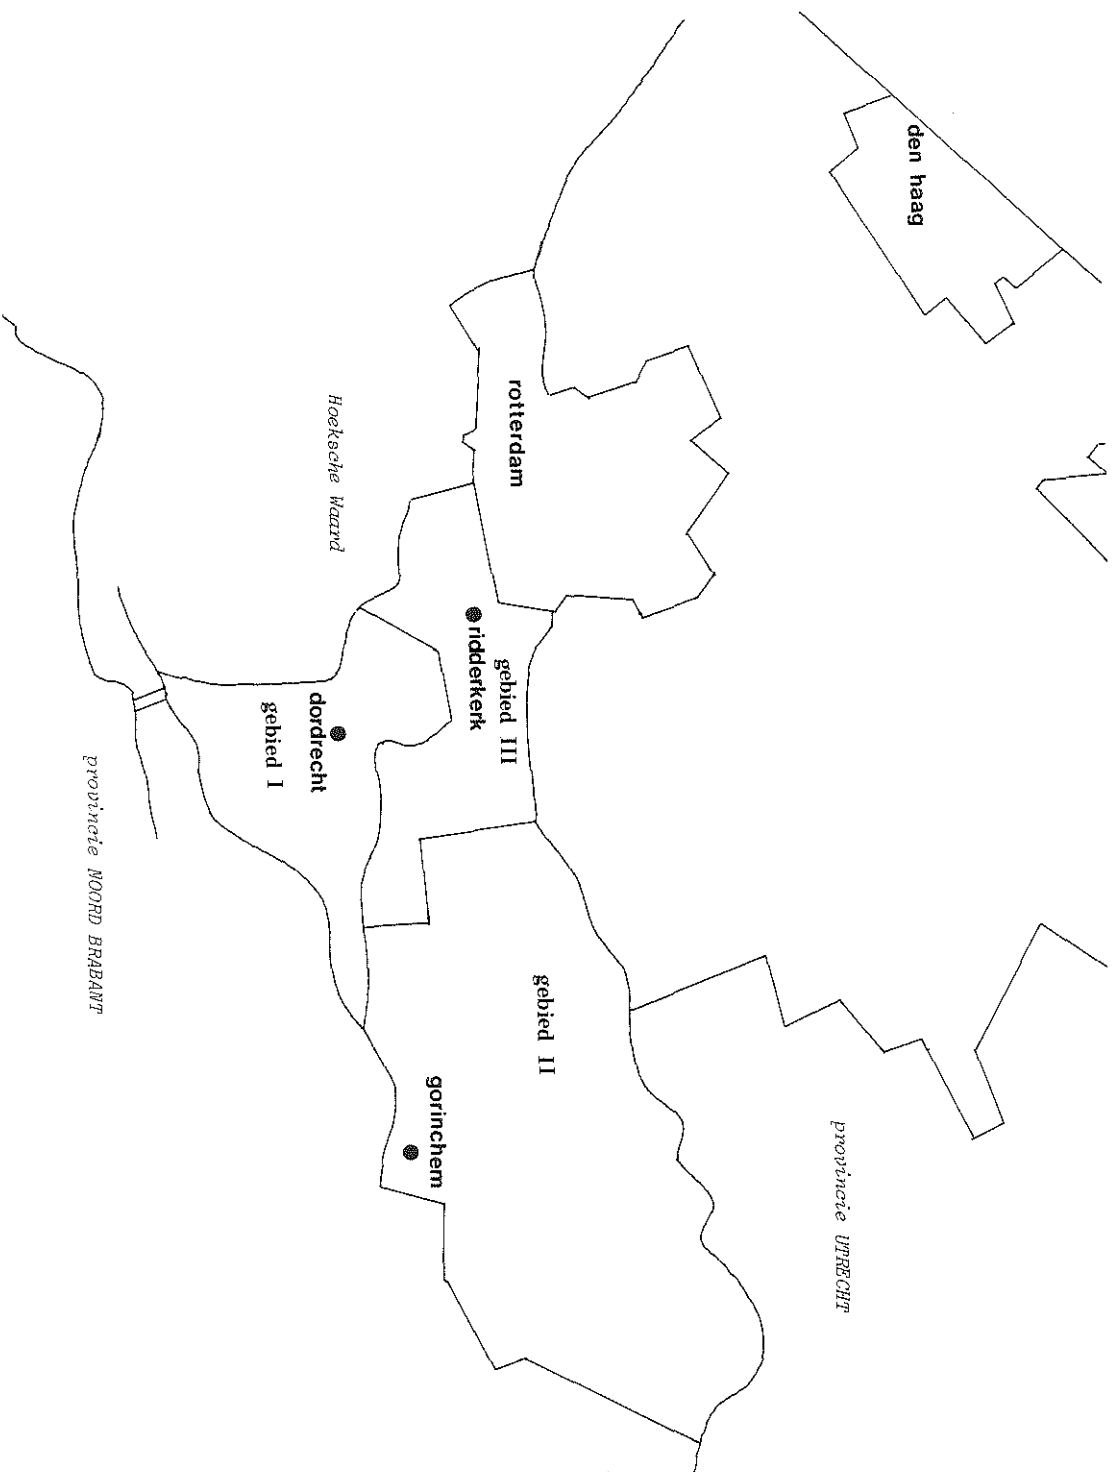 den haag
rotterdam
provincie UTRECHT
gebied II
gebied III
ridderkerk
gorinchem
Hoeksche Waard
dordrecht
gebied I
provincie NOORD BRABANT